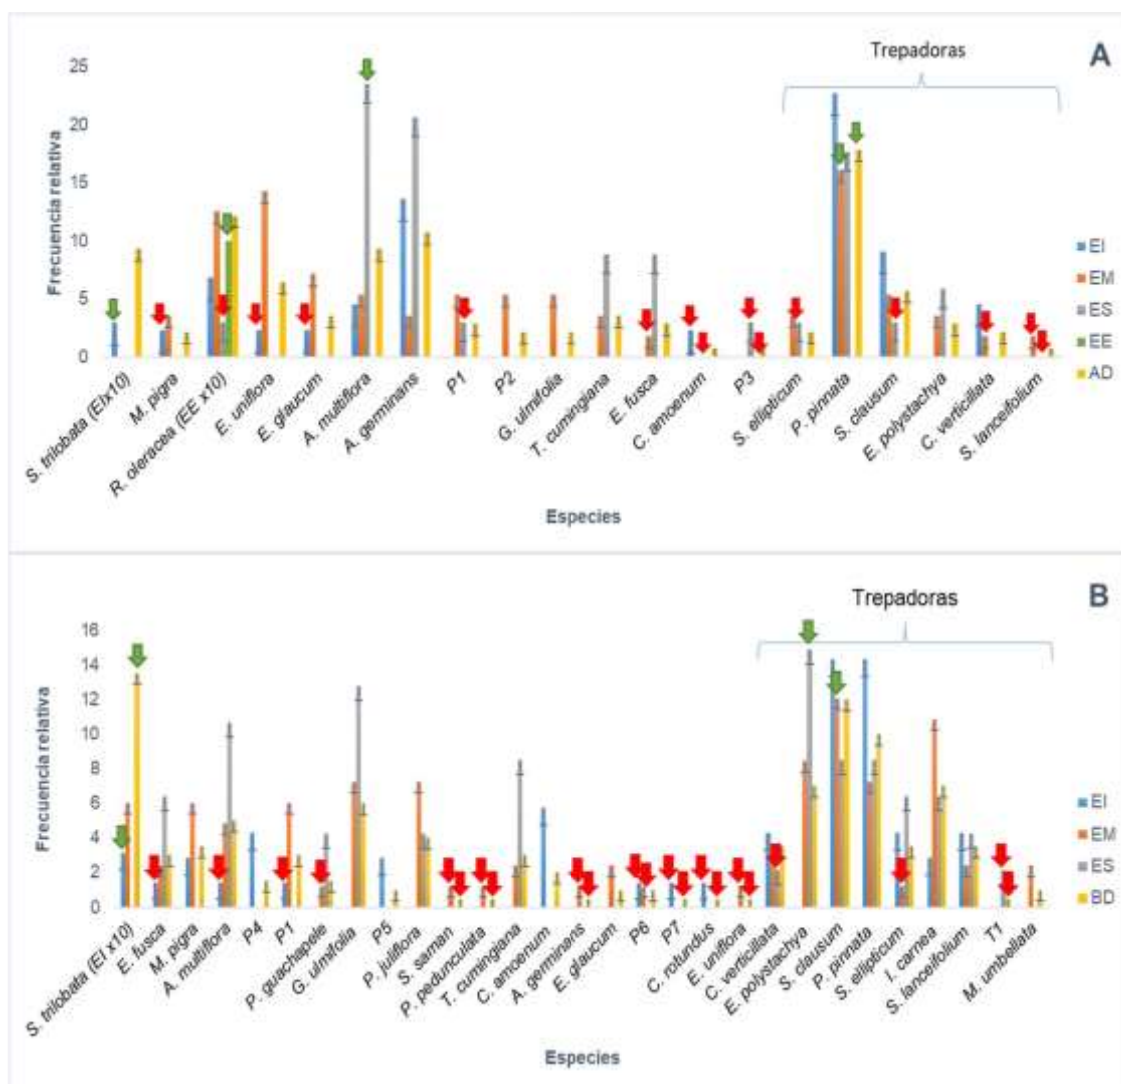 A
Trepadoras
Frecuencia relativa
25
20
15
10
5
0
EI
EM
ES
EE
AD
S. trilobata (EIx10)
M. pigra
R. oleracea (EE x10)
E. uniflora
E. glaucum
A. multiflora
A. germinans
P1
P2
G. ulmifolia
T. cumingiana
E. fusca
C. amoenum
P3
S. ellipticum
P. pinnata
S. clausum
E. polystachya
C. verticillata
S. lanceifolium
Especies
B
Trepadoras
Frecuencia relativa
16
14
12
10
8
6
4
2
0
EI
EM
ES
BD
S. trilobata (EI x10)
E. fusca
M. pigra
A. multiflora
P4
P1
P. guachapele
G. ulmifolia
P5
P. juliflora
S. saman
P. pedunculata
T. cumingiana
C. amoenum
A. germinans
E. glaucum
P6
P7
C. rotundus
E. uniflora
C. verticillata
E. polystachya
S. clausum
P. pinnata
S. ellipticum
I. carnea
S. lanceifolium
T1
M. umbellata
Especies